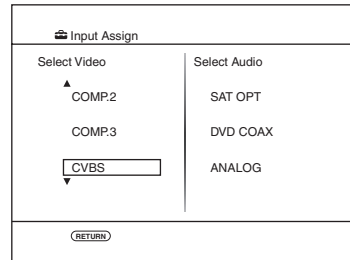 Input Assign
Select Video
Select Audio
COMP.2
SAT OPT
COMP.3
DVD COAX
CVBS
ANALOG
RETURN